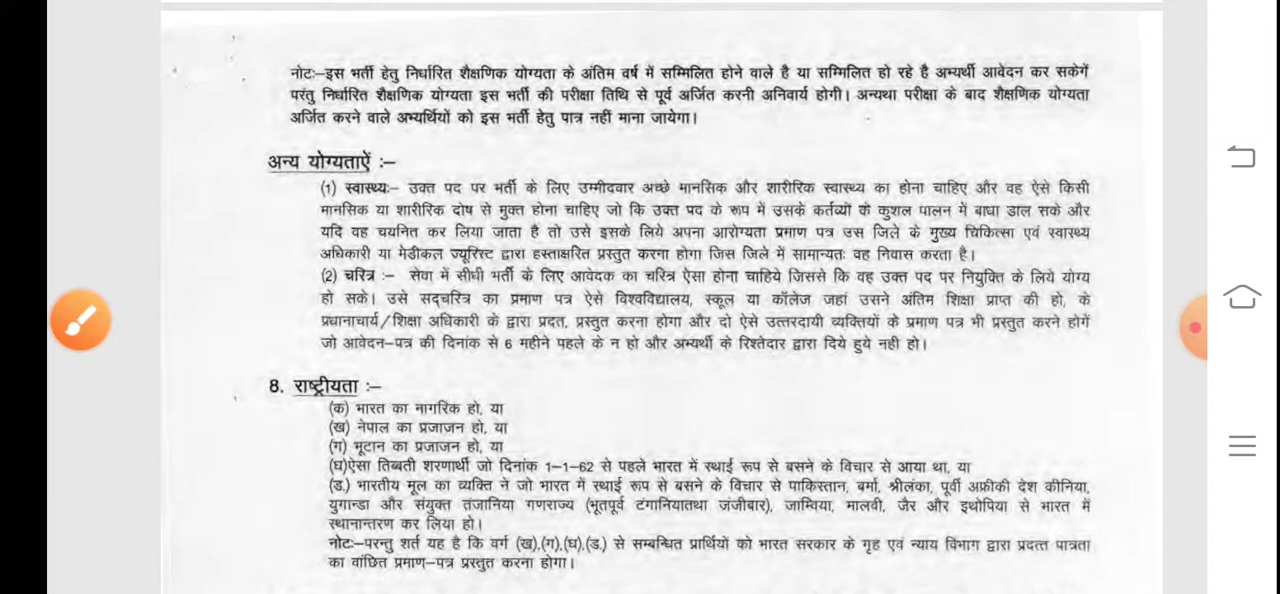 नोटः–इस भर्ती हेतु निर्धारित शैक्षणिक योग्यता के अंतिम वर्ष में सम्मिलित होने वाले है या सम्मिलित हो रहे है अभ्यर्थी आवेदन कर सकेगें
परंतु निर्धारित शैक्षणिक योग्यता इस भर्ती की परीक्षा तिथि से पूर्व अर्जित करनी अनिवार्य होगी। अन्यथा परीक्षा के बाद शैक्षणिक योग्यता
अर्जित करने वाले अभ्यर्थियों को इस भर्ती हेतु पात्र नहीं माना जायेगा।
अन्य योग्यताऐं :–
(1) स्वास्थ्यः– उक्त पद पर भर्ती के लिए उम्मीदवार अच्छे मानसिक और शारीरिक स्वास्थ्य का होना चाहिए और वह ऐसे किसी
मानसिक या शारीरिक दोष से मुक्त होना चाहिए जो कि उक्त पद के रूप में उसके कर्तव्यों के कुशल पालन में बाधा डाल सके और
यदि वह चयनित कर लिया जाता है तो उसे इसके लिये अपना आरोग्यता प्रमाण पत्र उस जिले के मुख्य चिकित्सा एवं स्वास्थ्य
अधिकारी या मेडीकल ज्यूरिस्ट द्वारा हस्ताक्षरित प्रस्तुत करना होगा जिस जिले में सामान्यतः वह निवास करता है।
(2) चरित्र :– सेवा में सीधी भर्ती के लिए आवेदक का चरित्र ऐसा होना चाहिये जिससे कि वह उक्त पद पर नियुक्ति के लिये योग्य
हो सके। उसे सद्चरित्र का प्रमाण पत्र ऐसे विश्वविद्यालय, स्कूल या कॉलेज जहां उसने अंतिम शिक्षा प्राप्त की हो, के
प्रधानाचार्य/शिक्षा अधिकारी के द्वारा प्रदत, प्रस्तुत करना होगा और दो ऐसे उत्तरदायी व्यक्तियों के प्रमाण पत्र भी प्रस्तुत करने होगें
जो आवेदन–पत्र की दिनांक से 6 महीने पहले के न हो और अभ्यर्थी के रिश्तेदार द्वारा दिये हुये नही हो।
8. राष्ट्रीयता :–
(क) भारत का नागरिक हो, या
(ख) नेपाल का प्रजाजन हो, या
(ग) भूटान का प्रजाजन हो, या
(घ)ऐसा तिब्बती शरणार्थी जो दिनांक 1–1–62 से पहले भारत में स्थाई रूप से बसने के विचार से आया था, या
(ड.) भारतीय मूल का व्यक्ति ने जो भारत में स्थाई रूप से बसने के विचार से पाकिस्तान, बर्मा, श्रीलंका, पूर्वी अफ्रीकी देश कीनिया,
युगान्डा और संयुक्त तंजानिया गणराज्य (भूतपूर्व टंगानियातथा जंजीबार), जाम्विया, मालवी, जैर और इथोपिया से भारत में
स्थानान्तरण कर लिया हो।
नोटः–परन्तु शर्त यह है कि वर्ग (ख),(ग),(घ),(ड.) से सम्बन्धित प्रार्थियों को भारत सरकार के गृह एवं न्याय विभाग द्वारा प्रदत्त पात्रता
का वांछित प्रमाण–पत्र प्रस्तुत करना होगा।